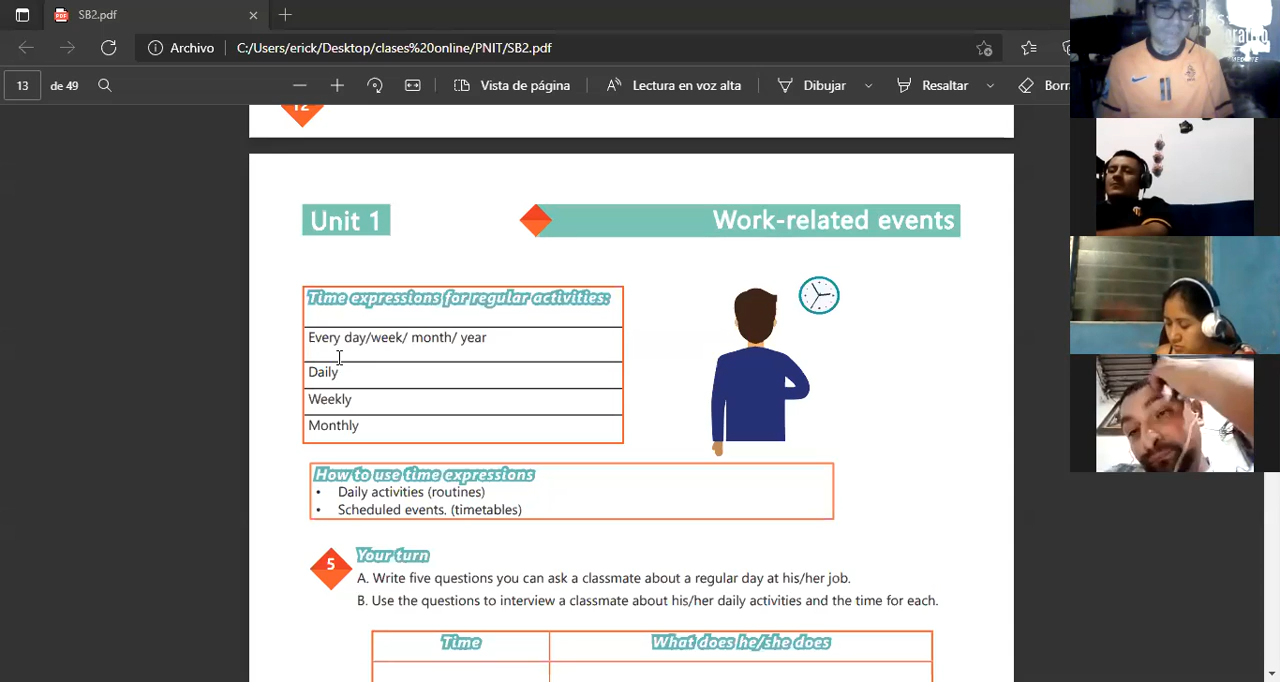 SB2.pdf
Archivo
C:/Users/erick/Desktop/clases%20online/PNIT/SB2.pdf
13 de 49
Vista de página
Lectura en voz alta
Dibujar
Resaltar
12
Unit 1
Work-related events
Time expressions for regular activities:
Every day/week/ month/ year
Daily
Weekly
Monthly
How to use time expressions
• Daily activities (routines)
• Scheduled events. (timetables)
5
Your turn
A. Write five questions you can ask a classmate about a regular day at his/her job.
B. Use the questions to interview a classmate about his/her daily activities and the time for each.
Time
What does he/she does